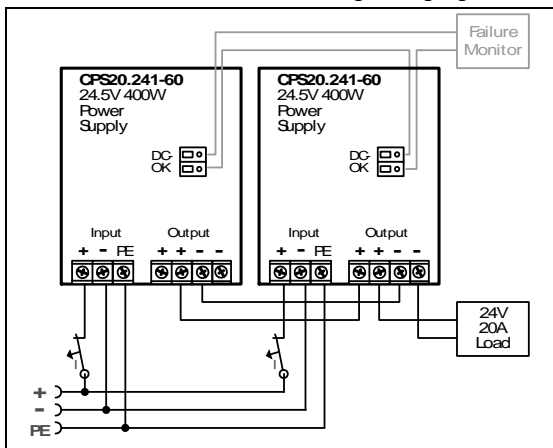 Failure
Monitor
CPS20.241-60
24.5V 400W
Power
Supply
DC-
OK
Input Output
+ - PE + + - -
CPS20.241-60
24.5V 400W
Power
Supply
DC-
OK
Input Output
+ - PE + + - -
I
I
24V
20A
Load
+
-
PE